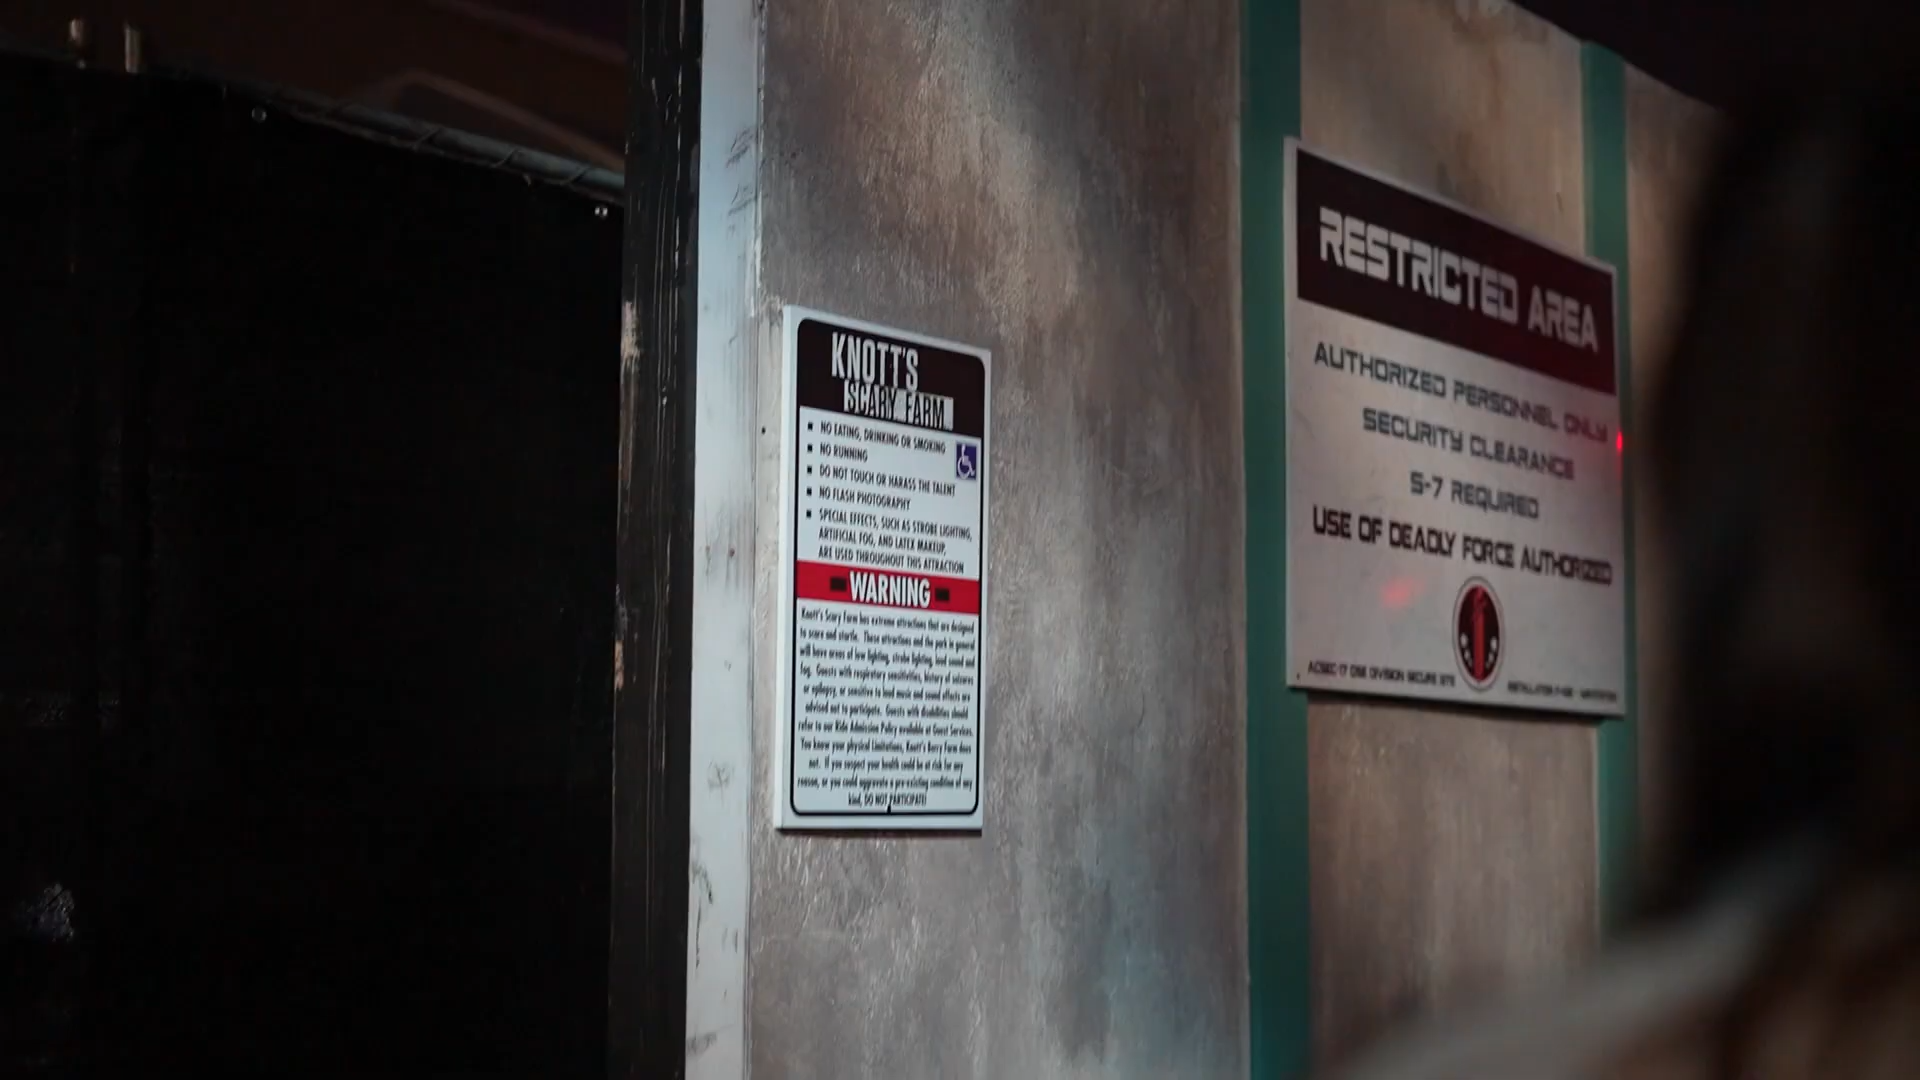 KNOTT'S
SCARY FARM
NO EATING, DRINKING OR SMOKING
NO RUNNING
DO NOT TOUCH OR HARASS THE TALENT
NO FLASH PHOTOGRAPHY
SPECIAL EFFECTS, SUCH AS STROBE LIGHTING,
ARTIFICIAL FOG, AND LATEX MAKEUP,
ARE USED THROUGHOUT THIS ATTRACTION
WARNING
Knott's Scary Farm has extreme attractions that are designed
to scare and startle. These attractions and the park in general
will have areas of low lighting, strobe lighting, loud sound and
fog. Guests with respiratory sensitivities, history of seizures
or epilepsy, or sensitive to loud music and sound effects are
advised not to participate. Guests with disabilities should
refer to our Ride Admission Policy available at Guest Services.
You know your physical limitations, Knott's Berry Farm does
not. If you suspect your health could be at risk for any
reason, or you could aggravate a pre-existing condition of any
kind, DO NOT PARTICIPATE!
RESTRICTED AREA
AUTHORIZED PERSONNEL ONLY
SECURITY CLEARANCE
S-7 REQUIRED
USE OF DEADLY FORCE AUTHORIZED
DIVISION SECURE SITE